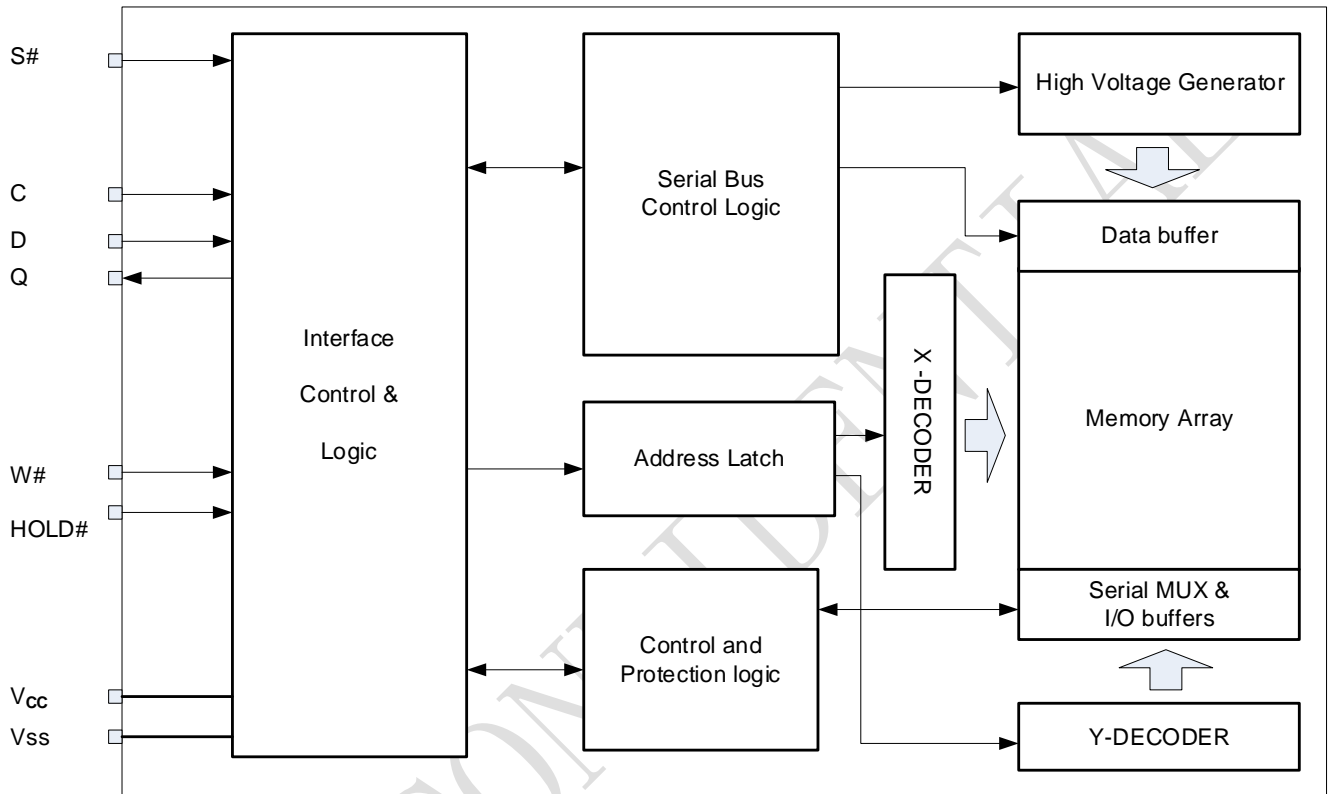 S#
C
D
Q
W#
HOLD#
Vcc
Vss
Interface
Control &
Logic
Serial Bus
Control Logic
Address Latch
Control and
Protection logic
X -DECODER
High Voltage Generator
Data buffer
Memory Array
Serial MUX &
I/O buffers
Y-DECODER